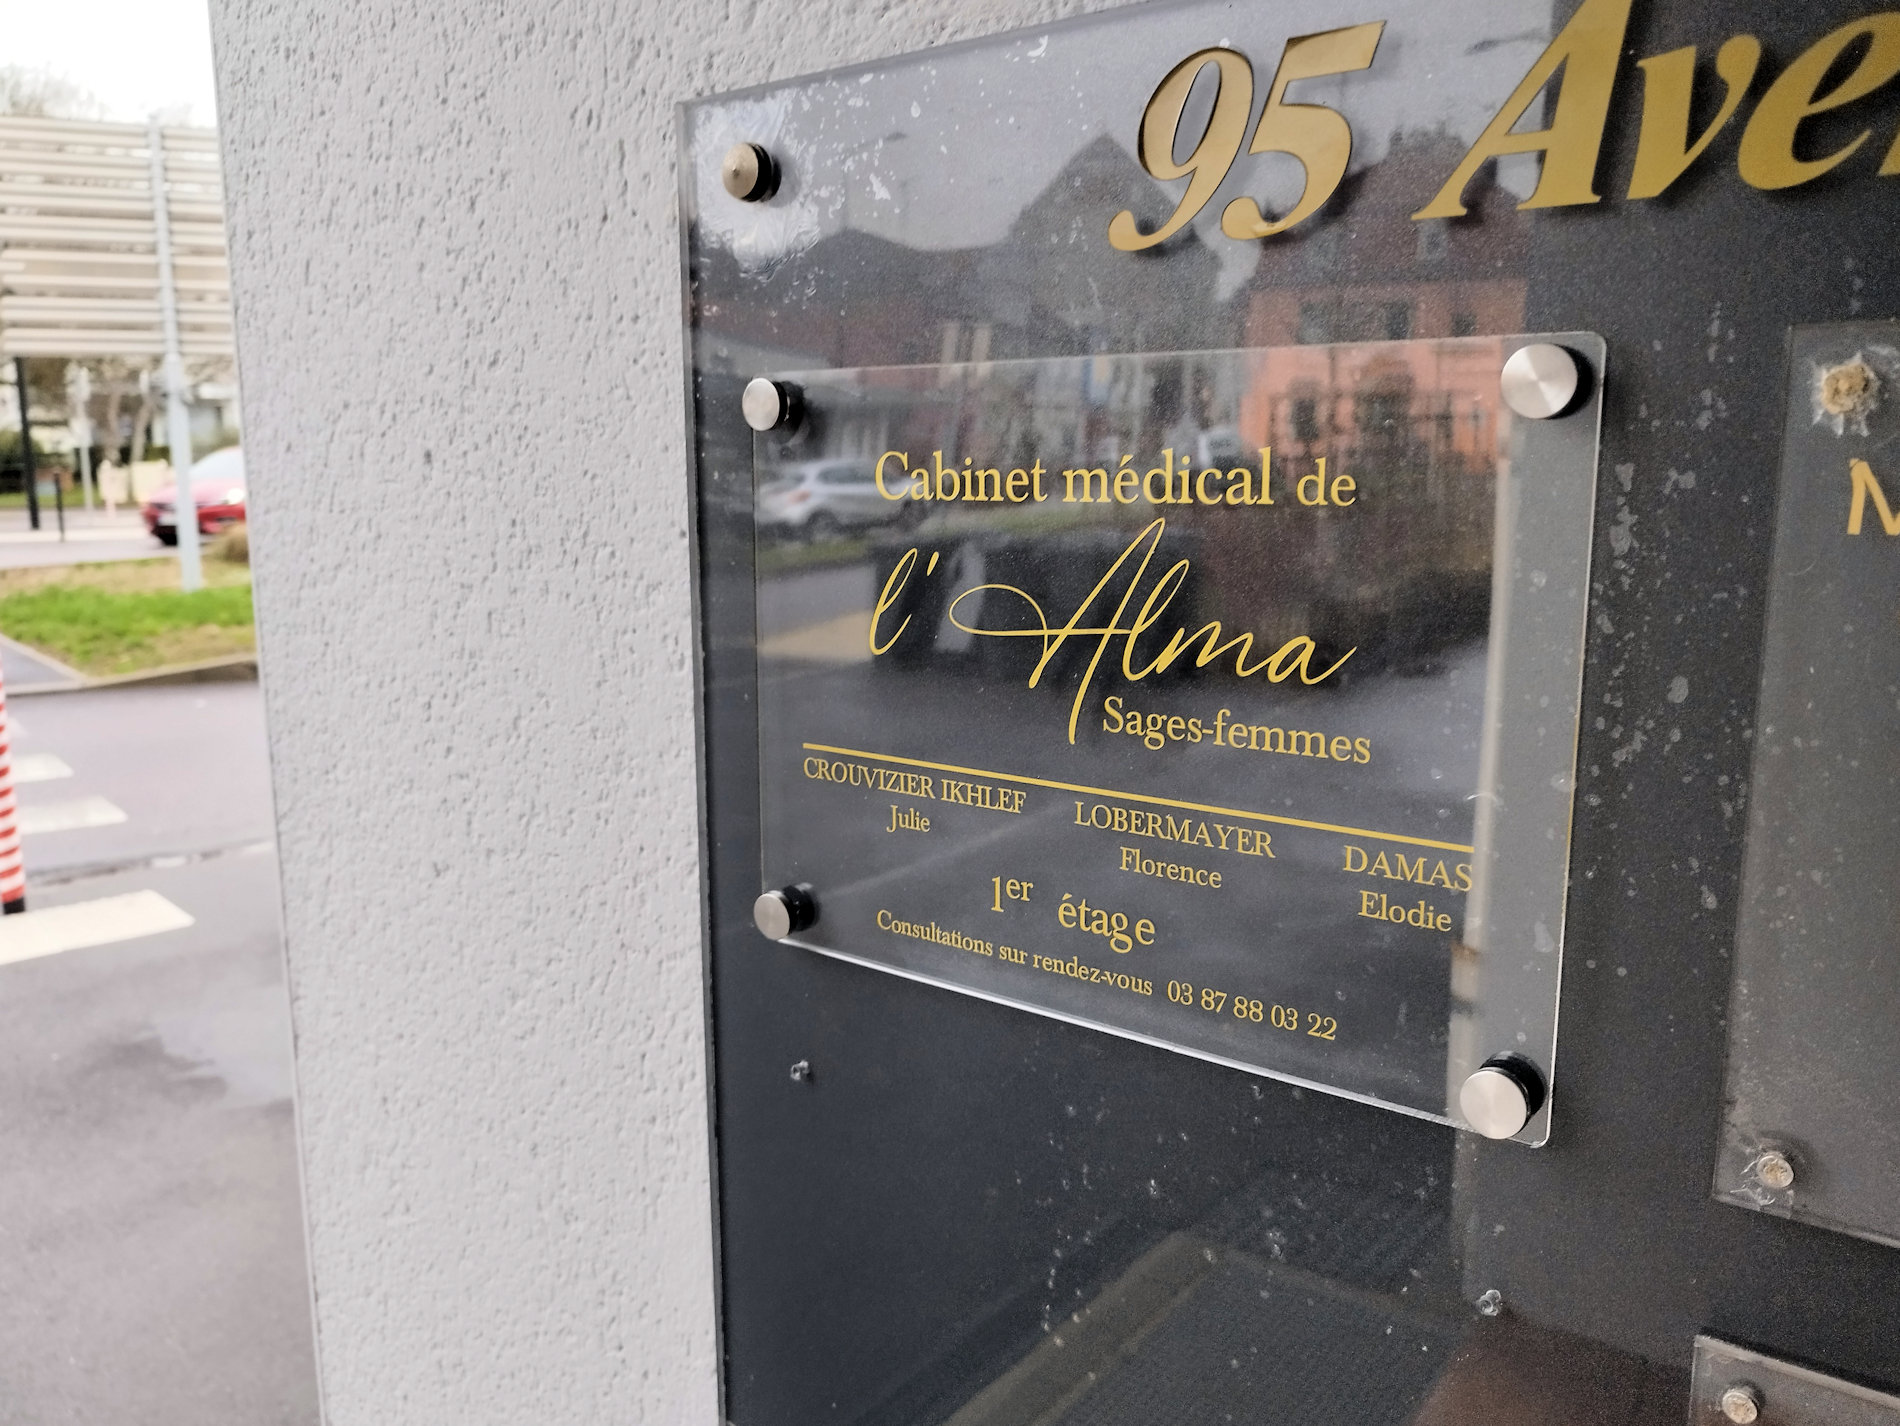 95 Ave
Cabinet médical de
l'Alma
Sages-femmes
CROUVIZIER IKHLEF
Julie
LOBERMAYER
Florence
DAMAS
Elodie
1er étage
Consultations sur rendez-vous 03 87 88 03 22